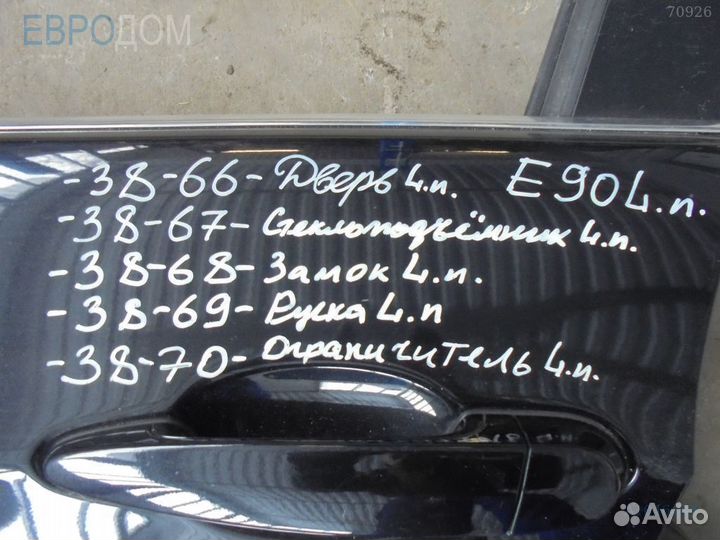 ЕВРОДОМ
70926
-38-66-Дверь L.п. E90 L.п.
-38-67-Стеклоподъёмник L.п.
-38-68-Замок L.п.
-38-69-Ручка L.п
-38-70-Ограничитель L.п.
Avito